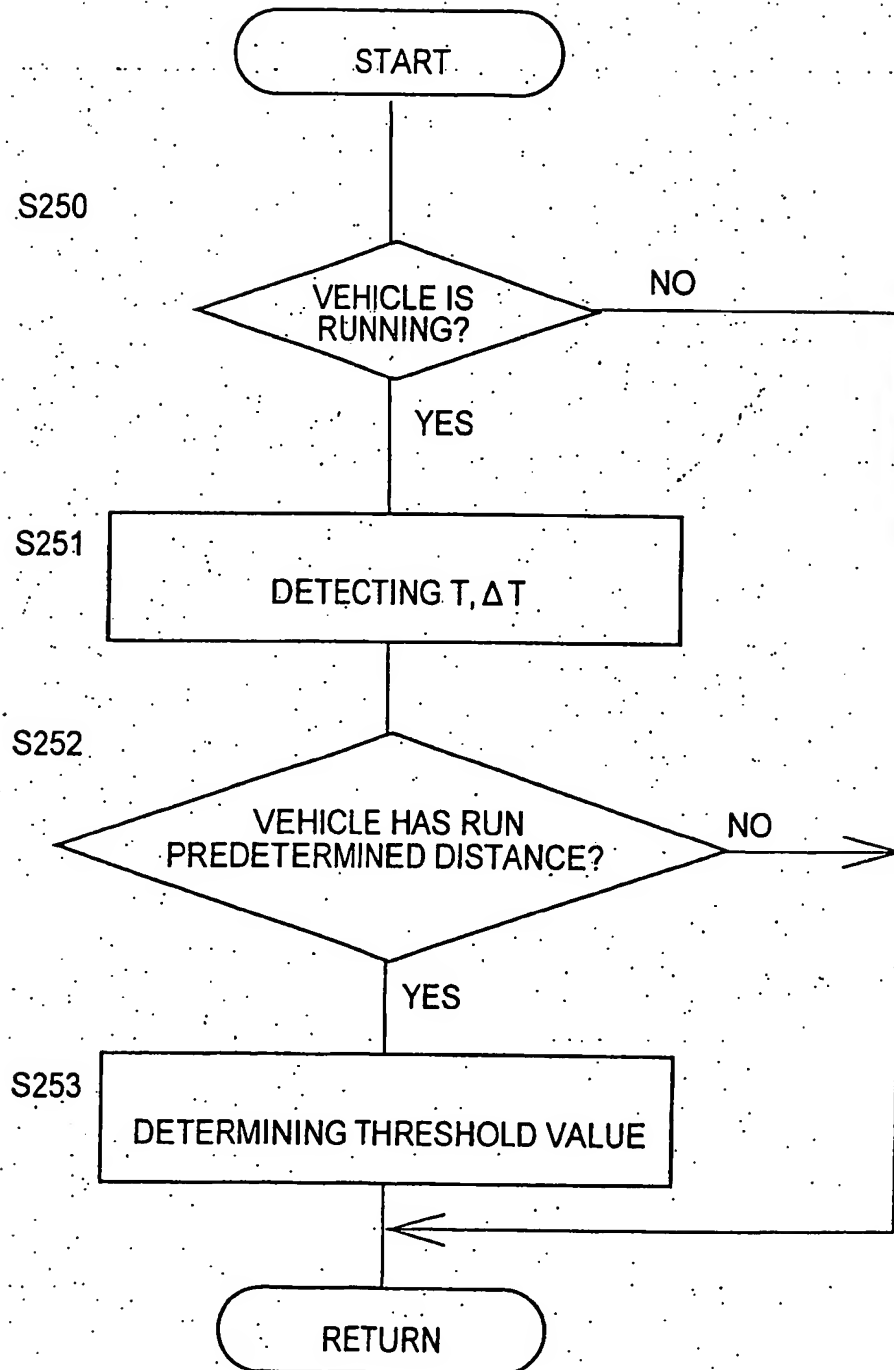 START
S250
VEHICLE IS
RUNNING?
NO
YES
S251
DETECTING T, ΔT
S252
VEHICLE HAS RUN
PREDETERMINED DISTANCE?
NO
YES
S253
DETERMINING THRESHOLD VALUE
RETURN